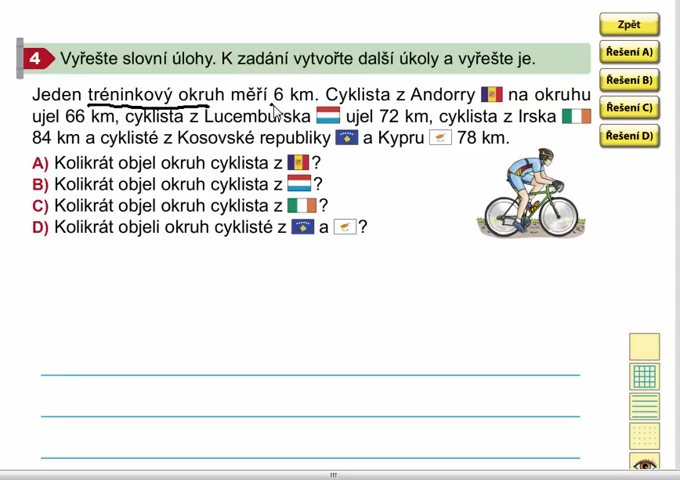 Zpět
4 Vyřešte slovní úlohy. K zadání vytvořte další úkoly a vyřešte je.
Řešení A)
Řešení B)
Řešení C)
Řešení D)
Jeden tréninkový okruh měří 6 km. Cyklista z Andorry na okruhu
ujel 66 km, cyklista z Lucemburska ujel 72 km, cyklista z Irska
84 km a cyklisté z Kosovské republiky a Kypru 78 km.
A) Kolikrát objel okruh cyklista z ?
B) Kolikrát objel okruh cyklista z ?
C) Kolikrát objel okruh cyklista z ?
D) Kolikrát objeli okruh cyklisté z a ?